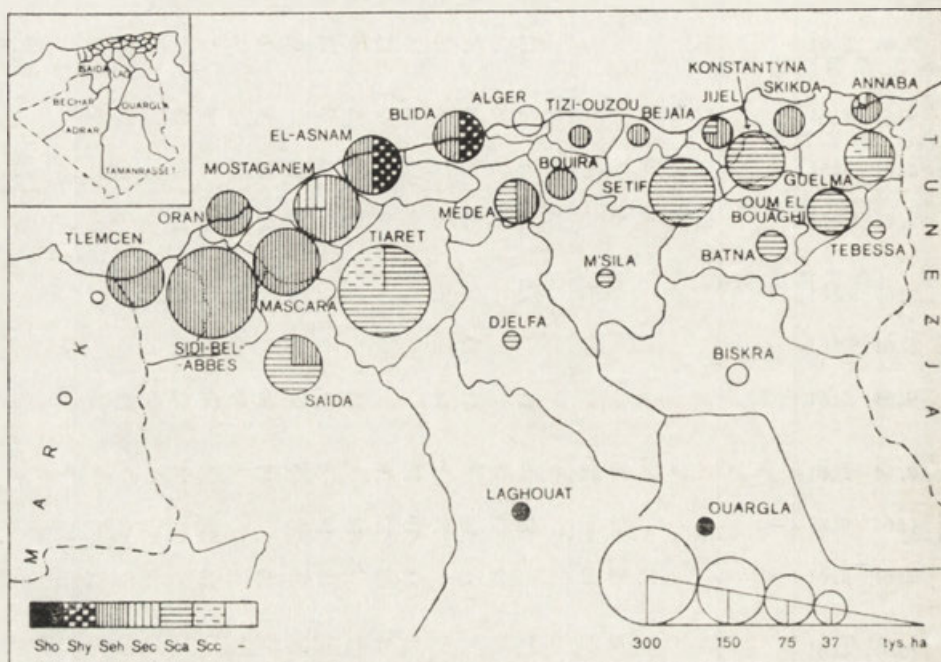 SAIDA
LAG
BECHAR
OUARGLA
ADRAR
TAMANRASSET
KONSTANTYNA
SKIKDA
ANNABA
ALGER
TIZI-OUZOU
JIJEL
BLIDA
BEJAIA
EL-ASNAM
MOSTAGANEM
BOUIRA
SETIF
GUELMA
ORAN
MEDEA
OUM EL
BOUAGHI
TLEMCEN
TIARET
BATNA
TEBESSA
M'SILA
MASCARA
DJELFA
SIDI-BEL-
-ABBES
BISKRA
SAIDA
MAROKO
TUNEZJA
LAGHOUAT
OUARGLA
Sho Shy Seh Sec Sca Scc -
300 150 75 37 tys. ha